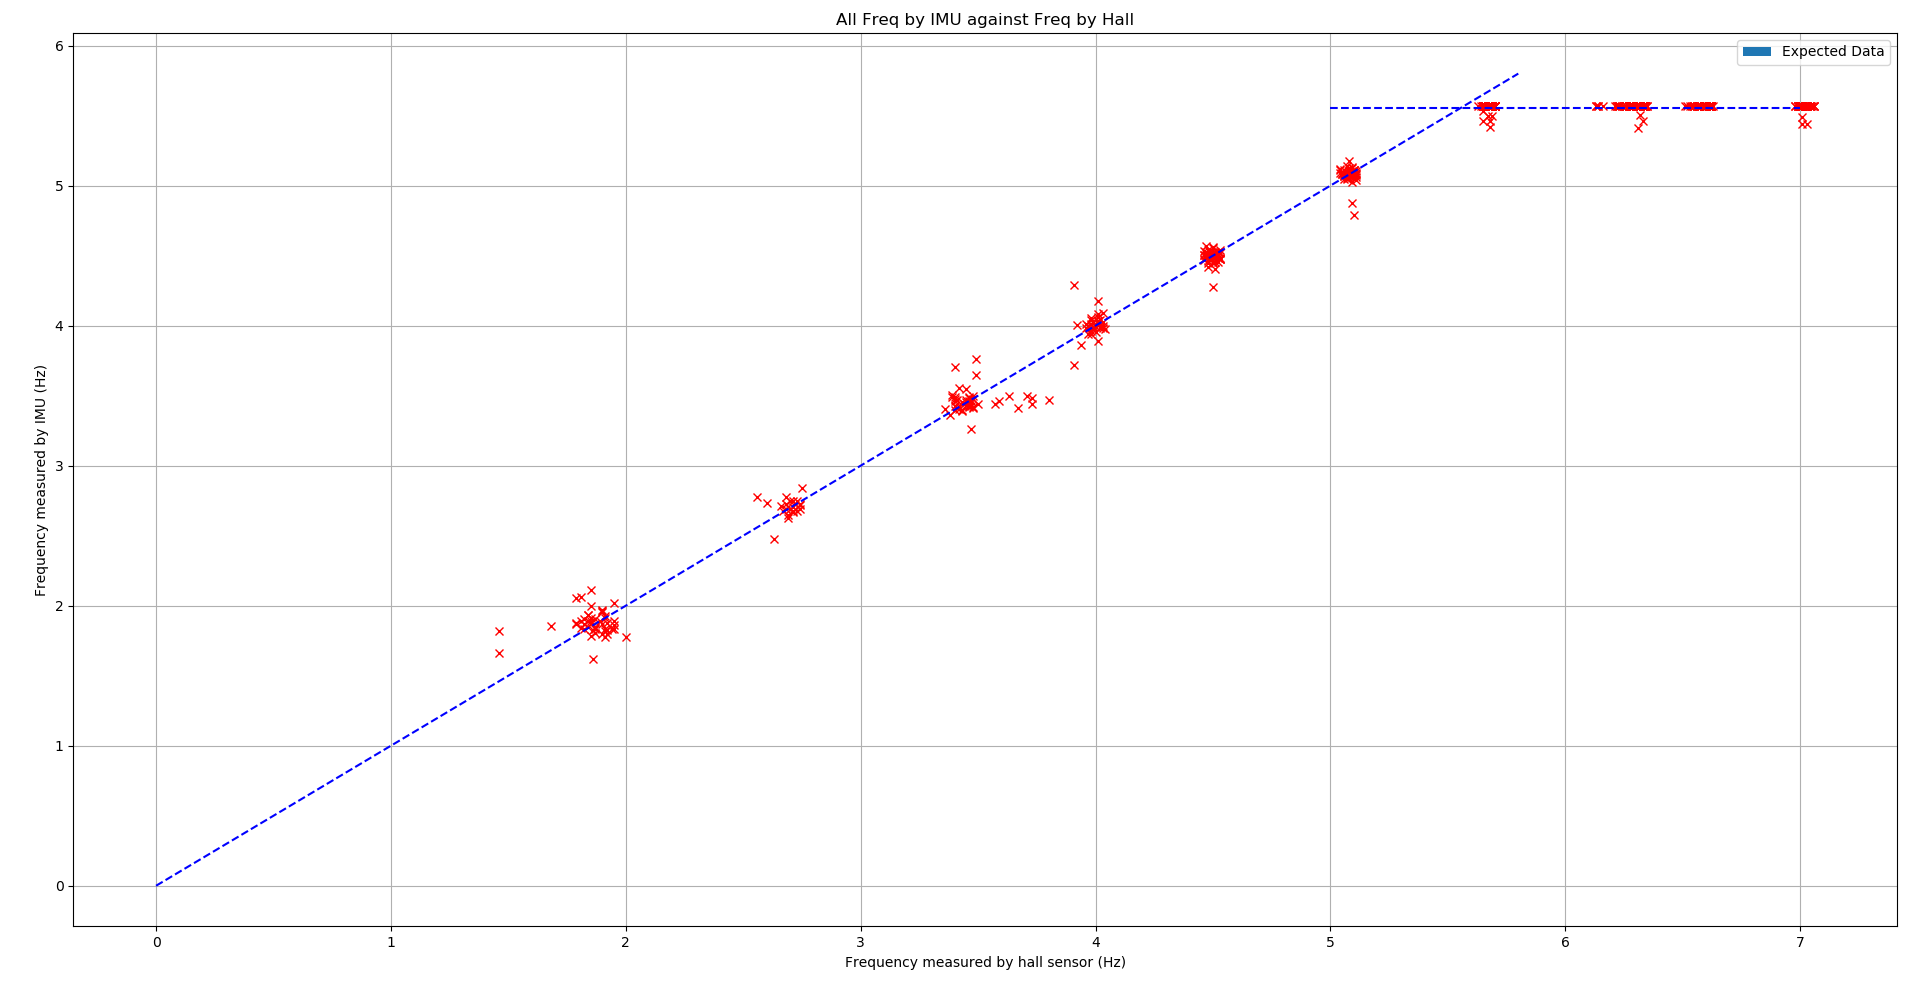 All Freq by IMU against Freq by Hall
Expected Data
6
5
4
3
2
1
0
Frequency measured by IMU (Hz)
0 1 2 3 4 5 6 7
Frequency measured by hall sensor (Hz)